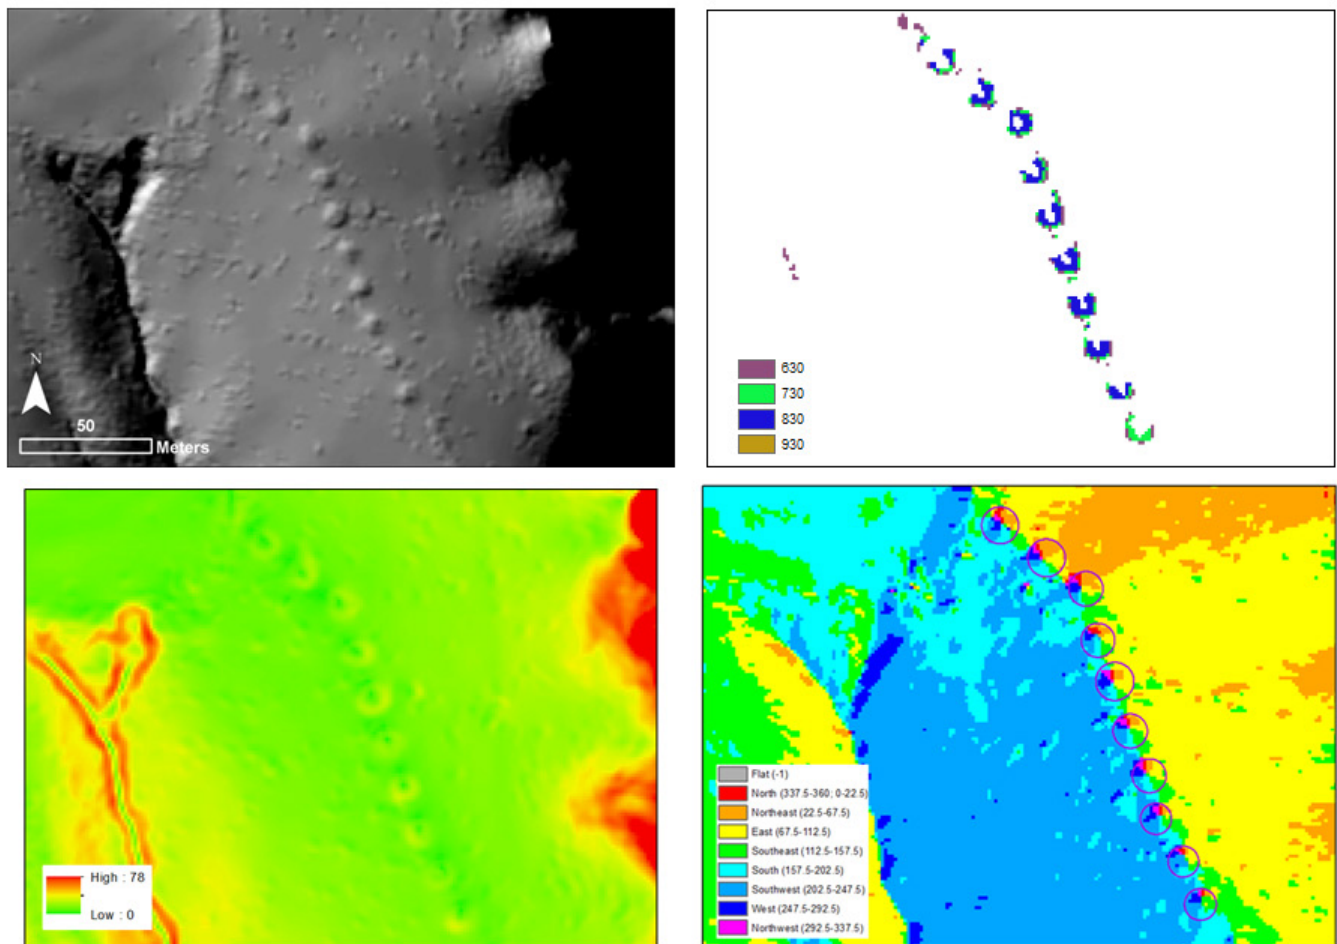 N
50
Meters
630
730
830
930
High : 78
Low : 0
Flat (-1)
North (337.5-360; 0-22.5)
Northeast (22.5-67.5)
East (67.5-112.5)
Southeast (112.5-157.5)
South (157.5-202.5)
Southwest (202.5-247.5)
West (247.5-292.5)
Northwest (292.5-337.5)